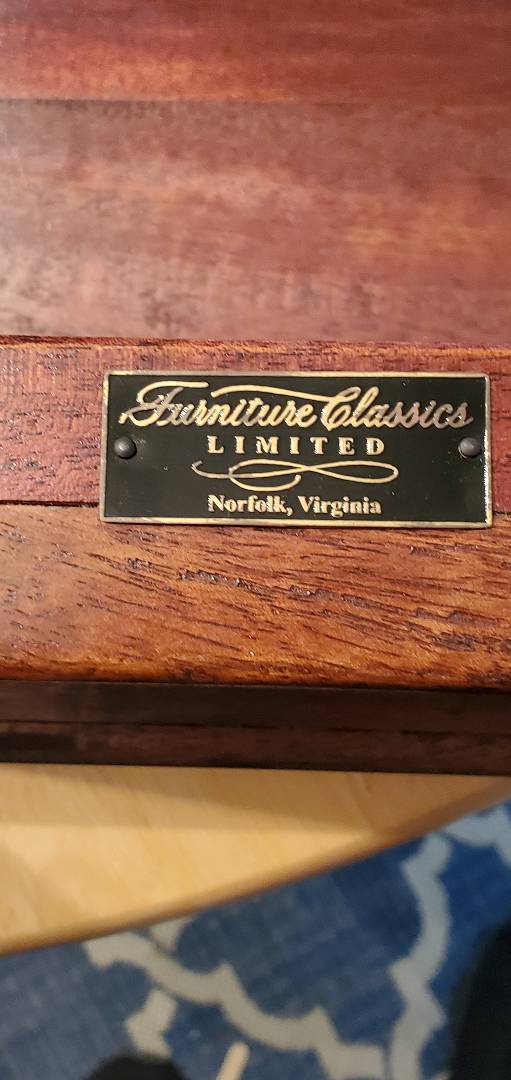 Furniture Classics
LIMITED
Norfolk, Virginia